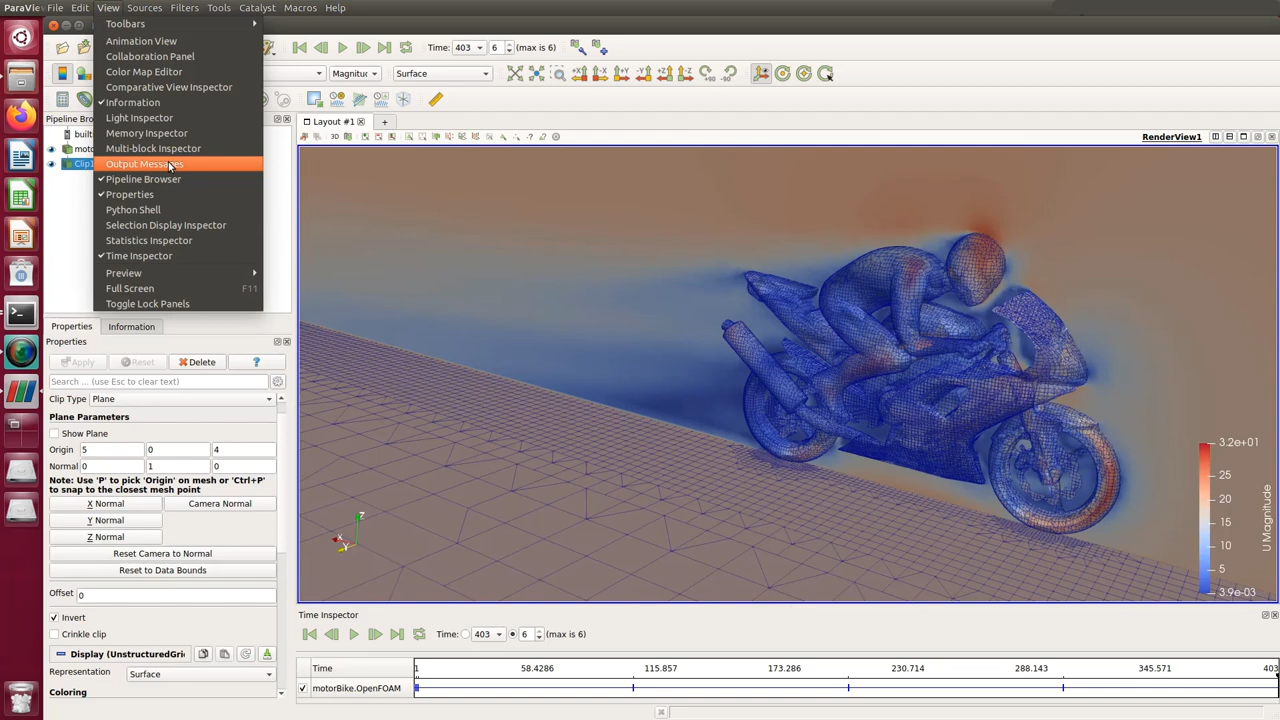 ParaVie File Edit View Sources Filters Tools Catalyst Macros Help
Toolbars
Animation View
Collaboration Panel
Color Map Editor
Comparative View Inspector
Information
Light Inspector
Memory Inspector
Multi-block Inspector
Output Messages
Pipeline Browser
Properties
Python Shell
Selection Display Inspector
Statistics Inspector
Time Inspector
Preview
Full Screen F11
Toggle Lock Panels
Time: 403 6 (max is 6)
Magnituc Surface
+X -X +Y -Y +Z -Z +90 -90
Pipeline Bro
built
moto
Clip1
Layout #1 +
3D RenderView1
Properties Information
Properties
Apply Reset Delete ?
Search ... (use Esc to clear text)
Clip Type Plane
Plane Parameters
Show Plane
Origin 5 0 4
Normal 0 1 0
Note: Use 'P' to pick 'Origin' on mesh or 'Ctrl+P'
to snap to the closest mesh point
X Normal Camera Normal
Y Normal
Z Normal
Reset Camera to Normal
Reset to Data Bounds
Offset 0
Invert
Crinkle clip
Display (UnstructuredGri
Representation Surface
Coloring
Z
X
Y
3.2e+01
25
20
15
10
5
3.9e-03
U Magnitude
Time Inspector
Time: 403 6 (max is 6)
Time 1 58.4286 115.857 173.286 230.714 288.143 345.571 403
motorBike.OpenFOAM